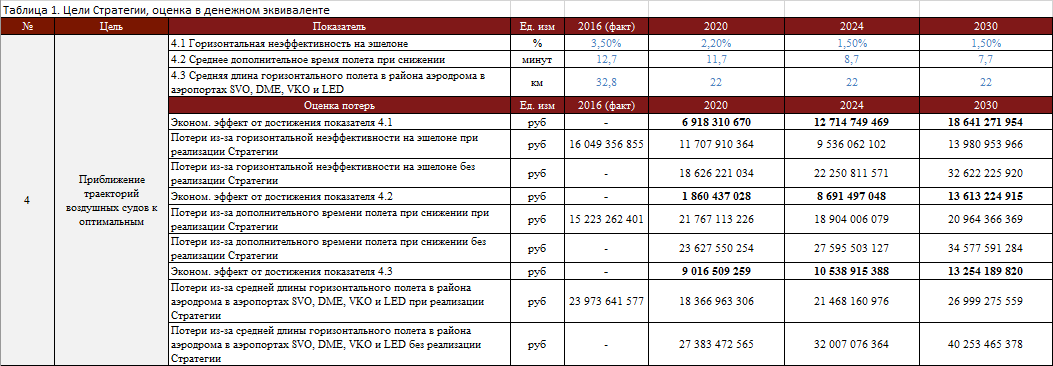 Таблица 1. Цели Стратегии, оценка в денежном эквиваленте
№ Цель Показатель Ед. изм 2016 (факт) 2020 2024 2030
4.1 Горизонтальная неэффективность на эшелоне % 3,50% 2,20% 1,50% 1,50%
4.2 Среднее дополнительное время полета при снижении минут 12,7 11,7 8,7 7,7
4.3 Средняя длина горизонтального полета в района аэродрома в
аэропортах SVO, DME, VKO и LED км 32,8 22 22 22
Оценка потерь Ед. изм 2016 (факт) 2020 2024 2030
Эконом. эффект от достижения показателя 4.1 руб - 6 918 310 670 12 714 749 469 18 641 271 954
Потери из-за горизонтальной неэффективности на эшелоне при
реализации Стратегии руб 16 049 356 855 11 707 910 364 9 536 062 102 13 980 953 966
Потери из-за горизонтальной неэффективности на эшелоне без
реализации Стратегии руб - 18 626 221 034 22 250 811 571 32 622 225 920
4
Приближение
траекторий
воздушных судов к
оптимальным
Эконом. эффект от достижения показателя 4.2 руб - 1 860 437 028 8 691 497 048 13 613 224 915
Потери из-за дополнительного времени полета при снижении при
реализации Стратегии руб 15 223 262 401 21 767 113 226 18 904 006 079 20 964 366 369
Потери из-за дополнительного времени полета при снижении без
реализации Стратегии руб - 23 627 550 254 27 595 503 127 34 577 591 284
Эконом. эффект от достижения показателя 4.3 руб - 9 016 509 259 10 538 915 388 13 254 189 820
Потери из-за средней длины горизонтального полета в района
аэродрома в аэропортах SVO, DME, VKO и LED при реализации
Стратегии руб 23 973 641 577 18 366 963 306 21 468 160 976 26 999 275 559
Потери из-за средней длины горизонтального полета в района
аэродрома в аэропортах SVO, DME, VKO и LED без реализации
Стратегии руб - 27 383 472 565 32 007 076 364 40 253 465 378